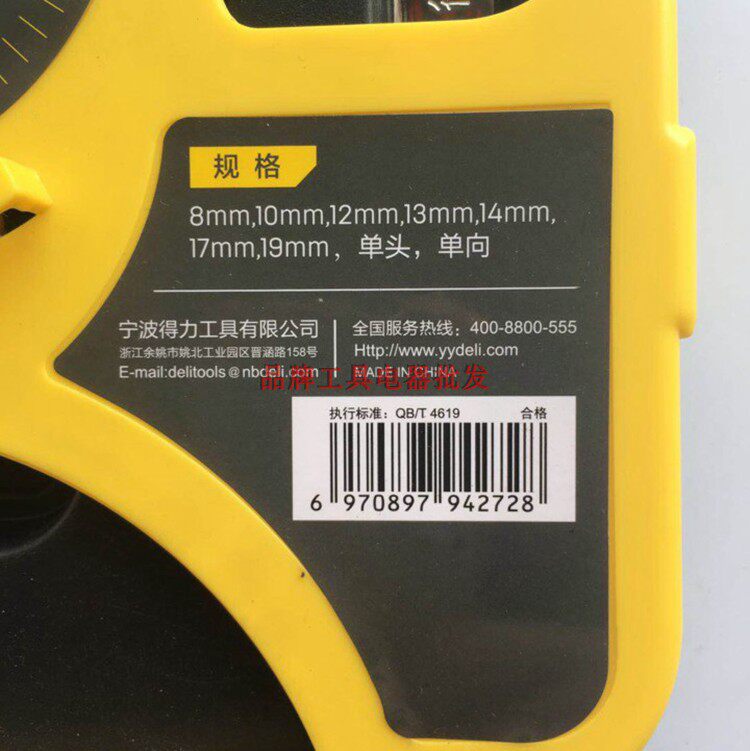 规格
8mm,10mm,12mm,13mm,14mm,
17mm,19mm，单头，单向
宁波得力工具有限公司
浙江余姚市姚北工业园区晋涵路158号
E-mail:delitools@nbdeli.com
全国服务热线：400-8800-555
Http://www.yydeli.com
MADE IN CHINA
品牌工具电器批发
执行标准：QB/T 4619 合格
6 970897 942728